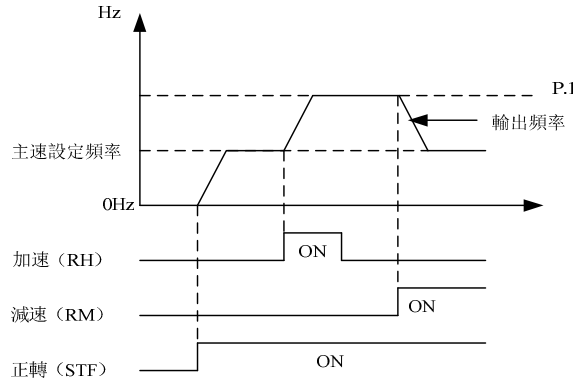 Hz
P.1
輸出頻率
主速設定頻率
0Hz
加速（RH）
ON
減速（RM）
ON
正轉（STF）
ON